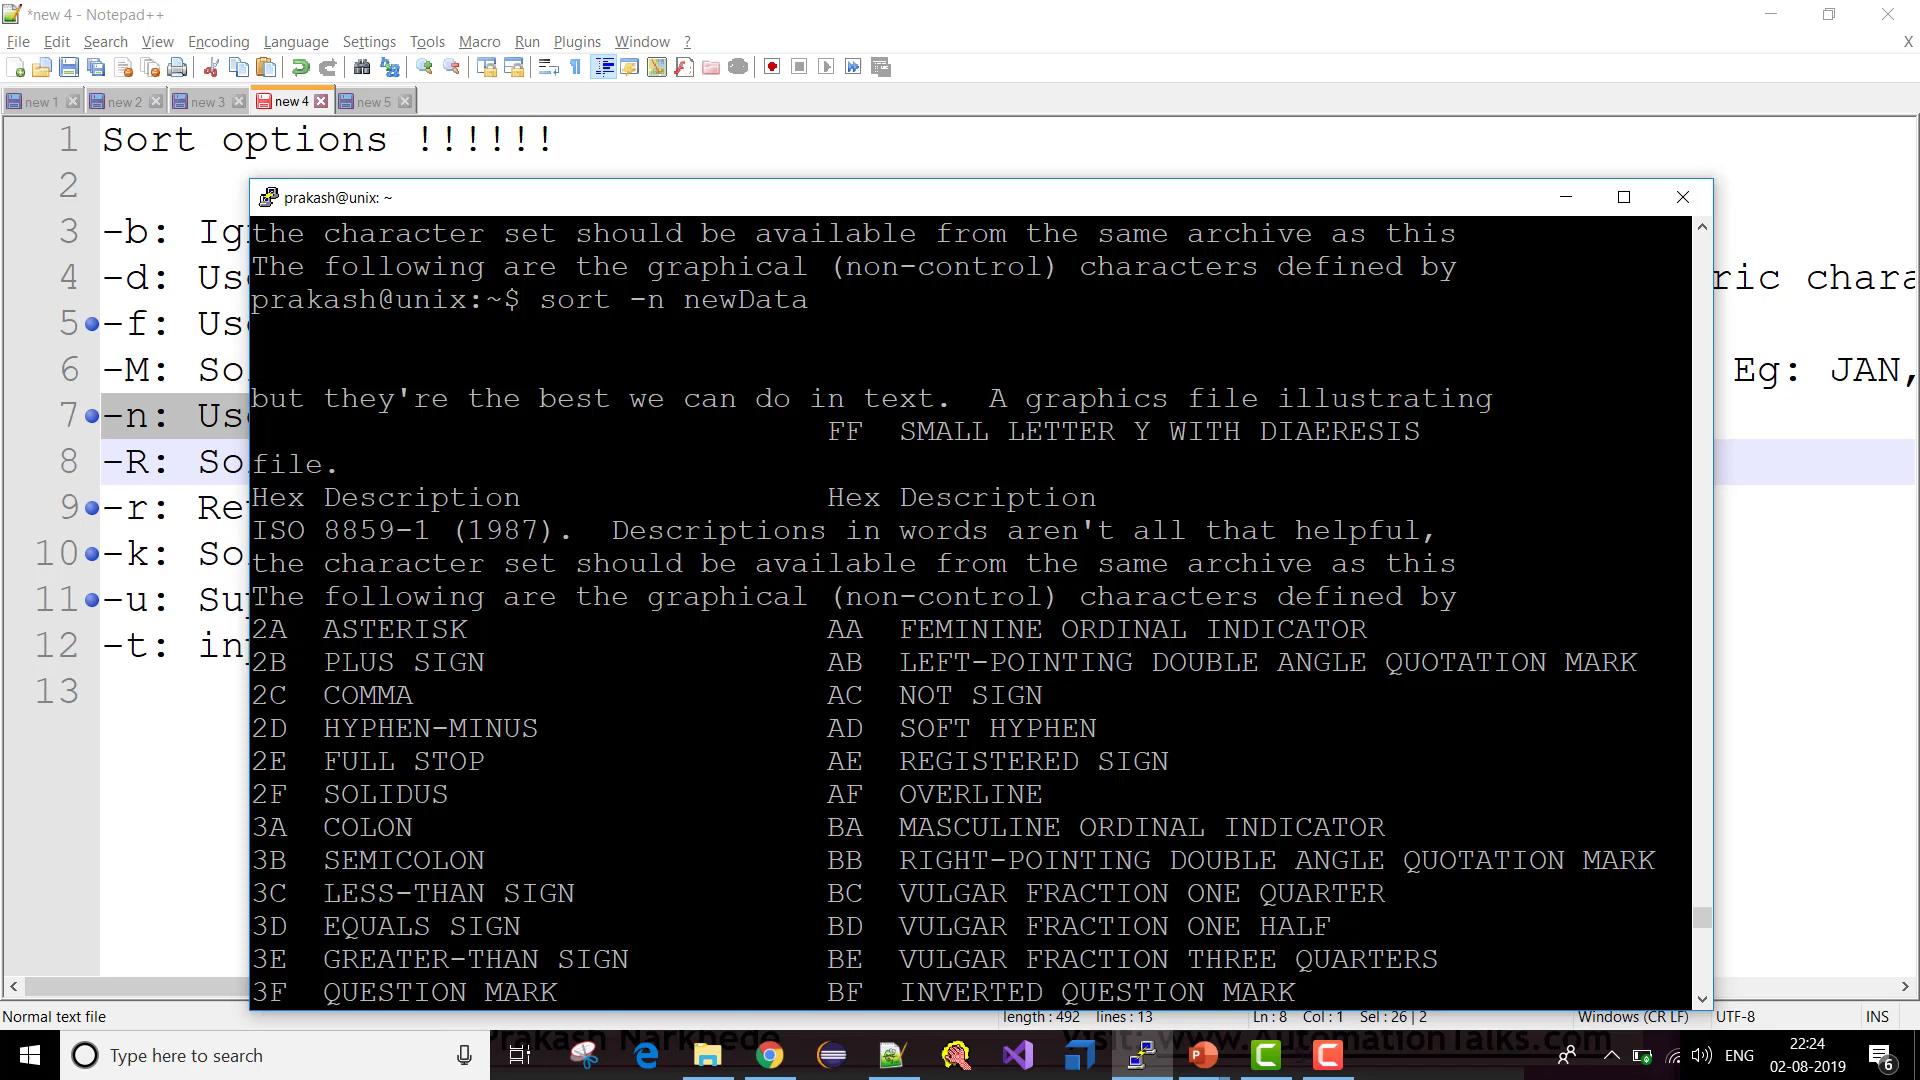 *new 4 - Notepad++
File Edit Search View Encoding Language Settings Tools Macro Run Plugins Window ? X
new 1 new 2 new 3 new 4 new 5
1 Sort options !!!!!!
2
3 -b: Ig
4 -d: Use ric chara
5 -f: Use
6 -M: So Eg: JAN,
7 -n: Use
8 -R: So
9 -r: Re
10 -k: So
11 -u: Su
12 -t: in
13
prakash@unix: ~
the character set should be available from the same archive as this
The following are the graphical (non-control) characters defined by
prakash@unix:~$ sort -n newData
but they're the best we can do in text.  A graphics file illustrating
FF SMALL LETTER Y WITH DIAERESIS
file.
Hex Description Hex Description
ISO 8859-1 (1987).  Descriptions in words aren't all that helpful,
the character set should be available from the same archive as this
The following are the graphical (non-control) characters defined by
2A ASTERISK AA FEMININE ORDINAL INDICATOR
2B PLUS SIGN AB LEFT-POINTING DOUBLE ANGLE QUOTATION MARK
2C COMMA AC NOT SIGN
2D HYPHEN-MINUS AD SOFT HYPHEN
2E FULL STOP AE REGISTERED SIGN
2F SOLIDUS AF OVERLINE
3A COLON BA MASCULINE ORDINAL INDICATOR
3B SEMICOLON BB RIGHT-POINTING DOUBLE ANGLE QUOTATION MARK
3C LESS-THAN SIGN BC VULGAR FRACTION ONE QUARTER
3D EQUALS SIGN BD VULGAR FRACTION ONE HALF
3E GREATER-THAN SIGN BE VULGAR FRACTION THREE QUARTERS
3F QUESTION MARK BF INVERTED QUESTION MARK
Normal text file length : 492 lines : 13 Ln : 8 Col : 1 Sel : 26 | 2 Windows (CR LF) UTF-8 INS
Prakash Narkhede Visit: www.AutomationTalks.com
Type here to search ENG 22:24
02-08-2019 6